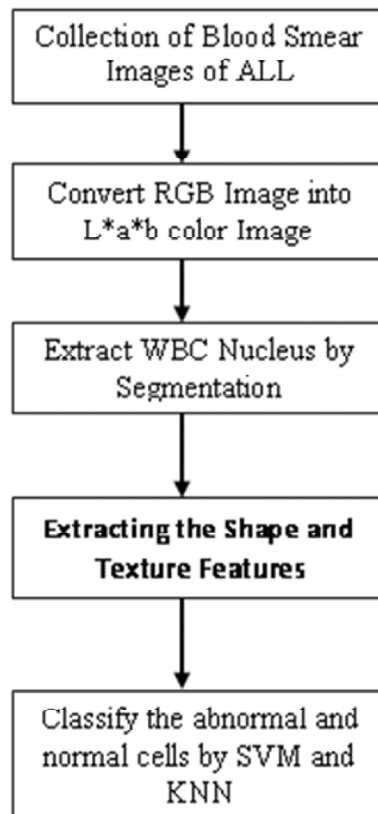 Collection of Blood Smear
Images of ALL
Convert RGB Image into
L*a*b color Image
Extract WBC Nucleus by
Segmentation
Extracting the Shape and
Texture Features
Classify the abnormal and
normal cells by SVM and
KNN